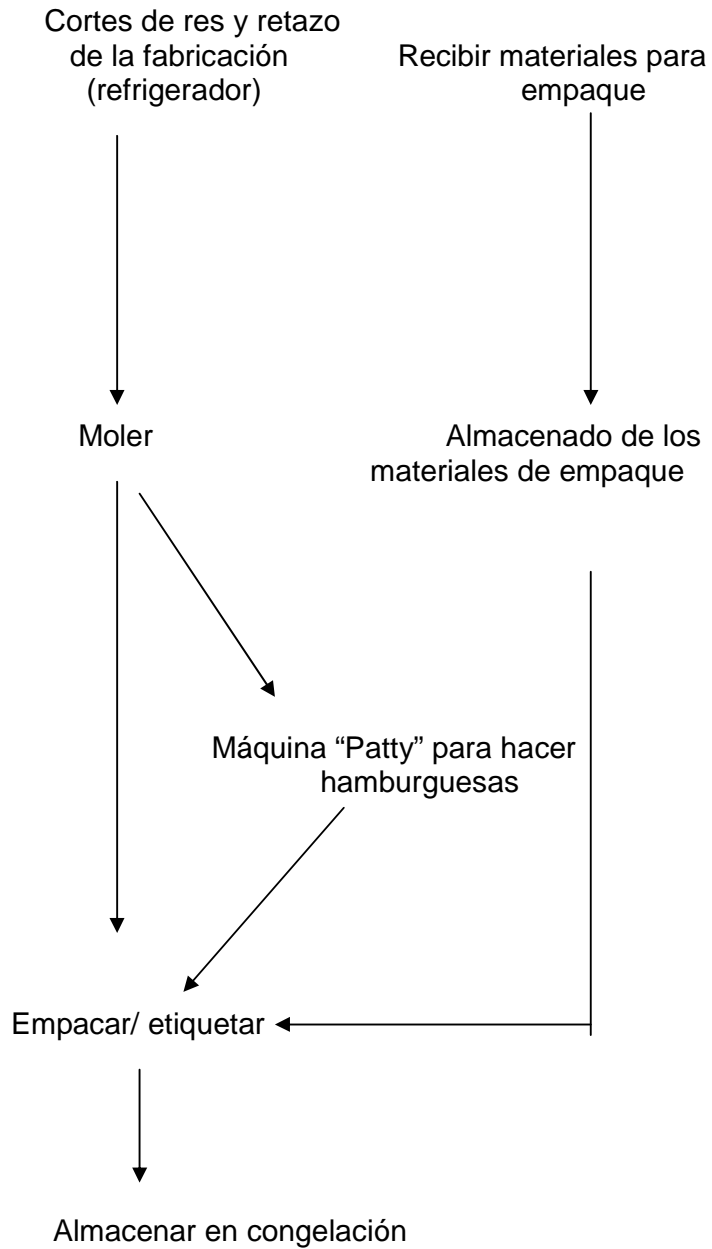 Cortes de res y retazo
de la fabricación
(refrigerador)
Recibir materiales para
empaque
Moler
Almacenado de los
materiales de empaque
Máquina “Patty” para hacer
hamburguesas
Empacar/ etiquetar
Almacenar en congelación